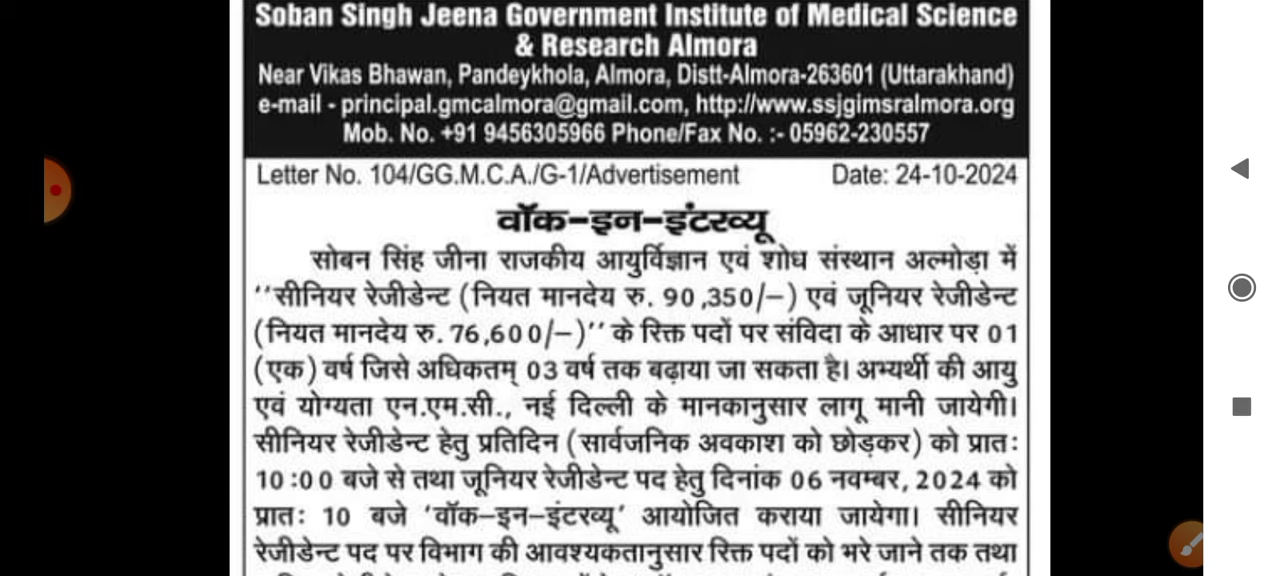 Soban Singh Jeena Government Institute of Medical Science
& Research Almora
Near Vikas Bhawan, Pandeykhola, Almora, Distt-Almora-263601 (Uttarakhand)
e-mail - principal.gmcalmora@gmail.com, http://www.ssjgimsralmora.org
Mob. No. +91 9456305966 Phone/Fax No. :- 05962-230557
Letter No. 104/GG.M.C.A./G-1/Advertisement Date: 24-10-2024
वॉक-इन-इंटरव्यू
सोबन सिंह जीना राजकीय आयुर्विज्ञान एवं शोध संस्थान अल्मोड़ा में
''सीनियर रेजीडेन्ट (नियत मानदेय रु. 90,350/-) एवं जूनियर रेजीडेन्ट
(नियत मानदेय रु. 76,600/-)'' के रिक्त पदों पर संविदा के आधार पर 01
(एक) वर्ष जिसे अधिकतम् 03 वर्ष तक बढ़ाया जा सकता है। अभ्यर्थी की आयु
एवं योग्यता एन.एम.सी., नई दिल्ली के मानकानुसार लागू मानी जायेगी।
सीनियर रेजीडेन्ट हेतु प्रतिदिन (सार्वजनिक अवकाश को छोड़कर) को प्रातः
10:00 बजे से तथा जूनियर रेजीडेन्ट पद हेतु दिनांक 06 नवम्बर, 2024 को
प्रातः 10 बजे 'वॉक-इन-इंटरव्यू' आयोजित कराया जायेगा। सीनियर
रेजीडेन्ट पद पर विभाग की आवश्यकतानुसार रिक्त पदों को भरे जाने तक तथा